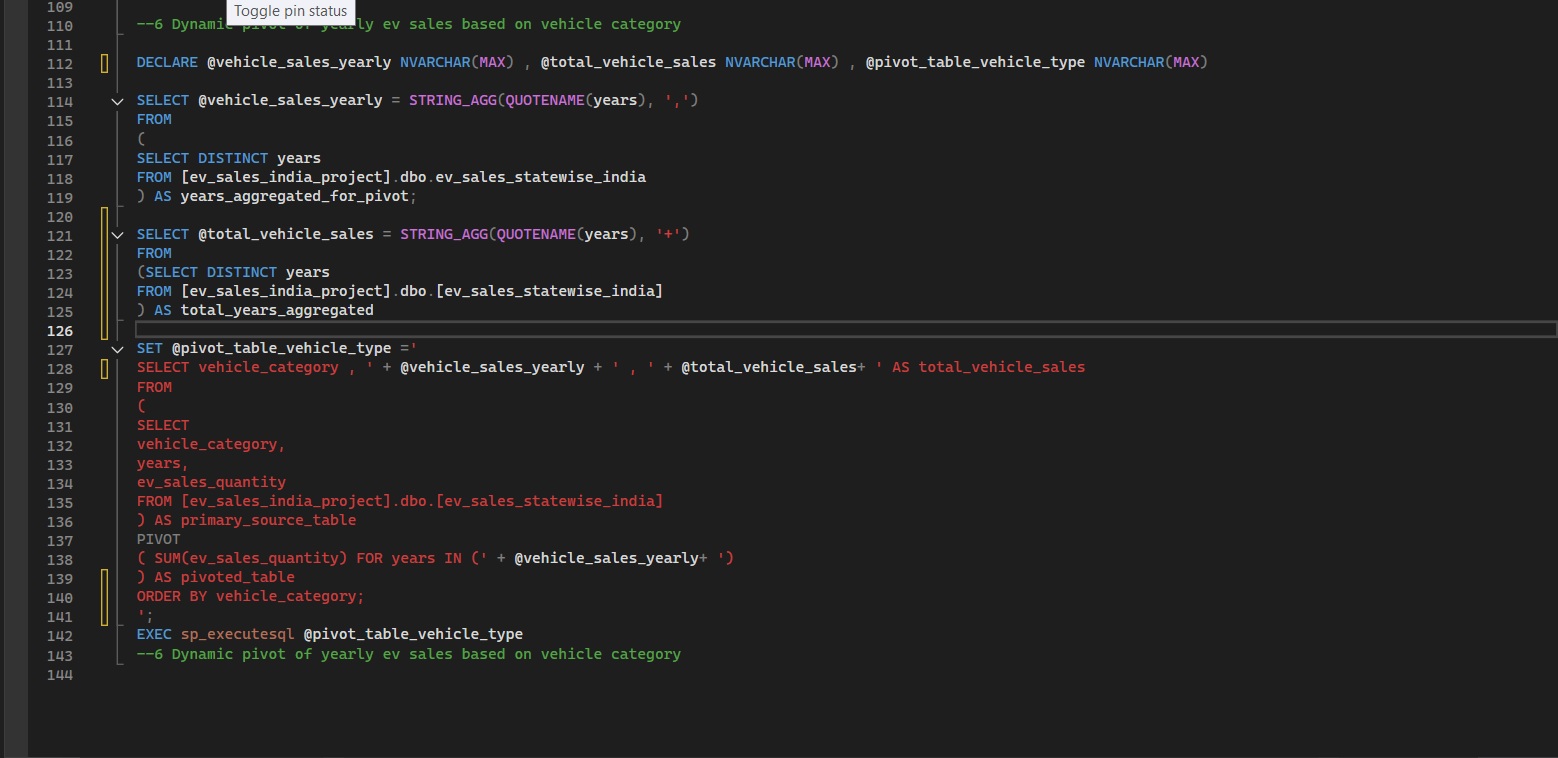 109
Toggle pin status
110 --6 Dynamic pivot of yearly ev sales based on vehicle category
111
112 DECLARE @vehicle_sales_yearly NVARCHAR(MAX) , @total_vehicle_sales NVARCHAR(MAX) , @pivot_table_vehicle_type NVARCHAR(MAX)
113
114 SELECT @vehicle_sales_yearly = STRING_AGG(QUOTENAME(years), ',')
115 FROM
116 (
117 SELECT DISTINCT years
118 FROM [ev_sales_india_project].dbo.ev_sales_statewise_india
119 ) AS years_aggregated_for_pivot;
120
121 SELECT @total_vehicle_sales = STRING_AGG(QUOTENAME(years), '+')
122 FROM
123 (SELECT DISTINCT years
124 FROM [ev_sales_india_project].dbo.[ev_sales_statewise_india]
125 ) AS total_years_aggregated
126
127 SET @pivot_table_vehicle_type ='
128 SELECT vehicle_category , ' + @vehicle_sales_yearly + ' , ' + @total_vehicle_sales+ ' AS total_vehicle_sales
129 FROM
130 (
131 SELECT
132 vehicle_category,
133 years,
134 ev_sales_quantity
135 FROM [ev_sales_india_project].dbo.[ev_sales_statewise_india]
136 ) AS primary_source_table
137 PIVOT
138 ( SUM(ev_sales_quantity) FOR years IN (' + @vehicle_sales_yearly+ ')
139 ) AS pivoted_table
140 ORDER BY vehicle_category;
141 ';
142 EXEC sp_executesql @pivot_table_vehicle_type
143 --6 Dynamic pivot of yearly ev sales based on vehicle category
144